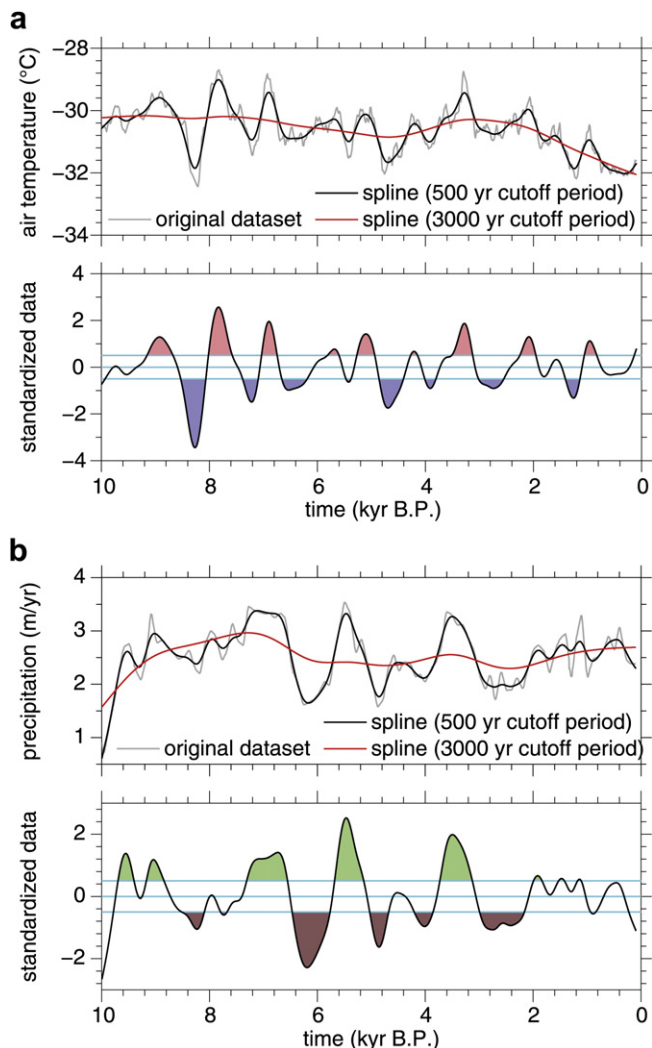 a
−28
−30
−32
−34
air temperature (°C)
spline (500 yr cutoff period)
original dataset
spline (3000 yr cutoff period)
4
2
0
−2
−4
standardized data
10 8 6 4 2 0
time (kyr B.P.)
b
4
3
2
1
precipitation (m/yr)
spline (500 yr cutoff period)
original dataset
spline (3000 yr cutoff period)
2
0
−2
standardized data
10 8 6 4 2 0
time (kyr B.P.)